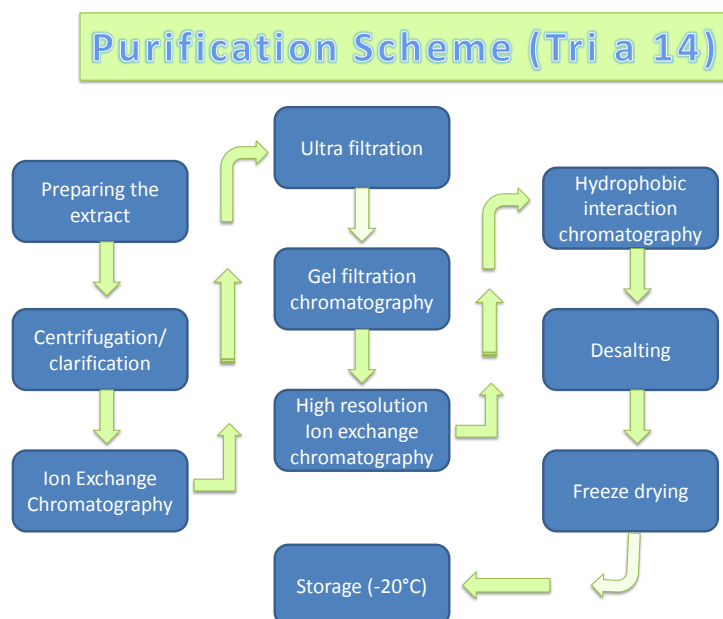 Purification Scheme (Tri a 14)
Preparing the
extract
Centrifugation/
clarification
Ion Exchange
Chromatography
Ultra filtration
Gel filtration
chromatography
High resolution
Ion exchange
chromatography
Hydrophobic
interaction
chromatography
Desalting
Freeze drying
Storage (-20°C)